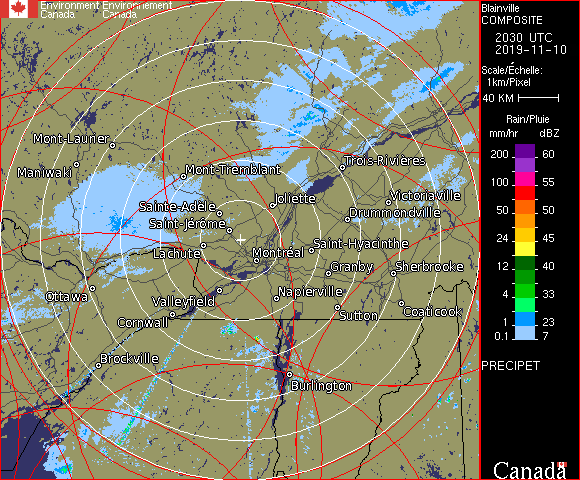 Environment Environnement
Canada Canada
Blainville
COMPOSITE
2030 UTC
2019-11-10
Scale/Échelle:
1km/Pixel
40 KM
Rain/Pluie
mm/hr dBZ
200 60
100 55
50 50
24 45
12 40
4 33
1 23
0.1 7
PRECIPET
Canada
Mont-Laurier
Maniwaki
Mont-Tremblant
Trois-Rivières
Joliette
Victoriaville
Sainte-Adèle
Drummondville
Saint-Jérôme
Lachute
Montréal
Saint-Hyacinthe
Granby
Sherbrooke
Ottawa
Valleyfield
Napierville
Cornwall
Sutton
Coaticook
Brockville
Burlington